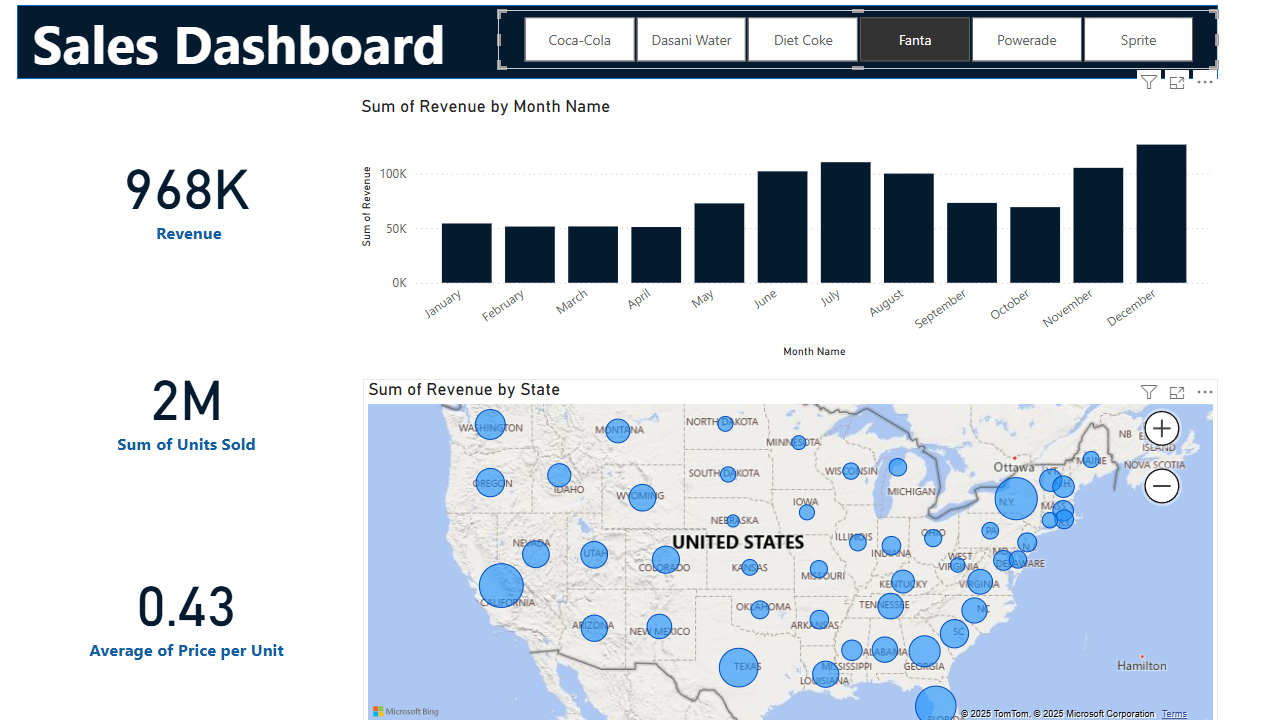 Sales Dashboard
Coca-Cola
Dasani Water
Diet Coke
Fanta
Powerade
Sprite
Sum of Revenue by Month Name
968K
Revenue
Sum of Revenue
100K
50K
0K
January
February
March
April
May
June
July
August
September
October
November
December
Month Name
2M
Sum of Units Sold
0.43
Average of Price per Unit
Sum of Revenue by State
WASHINGTON
MONTANA
NORTH DAKOTA
MINNESOTA
OREGON
IDAHO
WYOMING
SOUTH DAKOTA
WISCONSIN
MICHIGAN
Ottawa
MAINE
NB
ISLAND
NOVA SCOTIA
VT
N.H.
N.Y.
MASS
NEBRASKA
IOWA
ILLINOIS
INDIANA
OHIO
PA
NJ
MD
DELAWARE
NEVADA
UTAH
COLORADO
UNITED STATES
KANSAS
MISSOURI
WEST
VIRGINIA
KENTUCKY
VIRGINIA
CALIFORNIA
ARIZONA
NEW MEXICO
OKLAHOMA
ARKANSAS
TENNESSEE
NC
SC
TEXAS
LOUISIANA
MISSISSIPPI
ALABAMA
GEORGIA
FLORIDA
Hamilton
Microsoft Bing
© 2025 TomTom, © 2025 Microsoft Corporation Terms